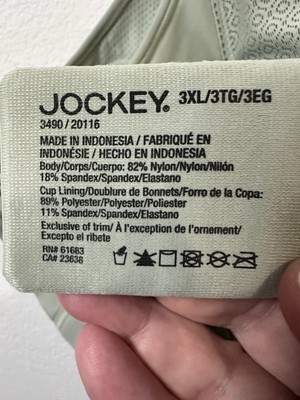 JOCKEY. 3XL/3TG/3EG
3490 / 20116
MADE IN INDONESIA / FABRIQUÉ EN
INDONÉSIE / HECHO EN INDONESIA
Body/Corps/Cuerpo: 82% Nylon/Nylon/Nilón
18% Spandex/Spandex/Elastano
Cup Lining/Doublure de Bonnets/Forro de la Copa:
89% Polyester/Polyester/Poliester
11% Spandex/Spandex/Elastano
Exclusive of trim/ À l'exception de l'ornement/
Excepto el ribete
RN# 61683
CA# 23638